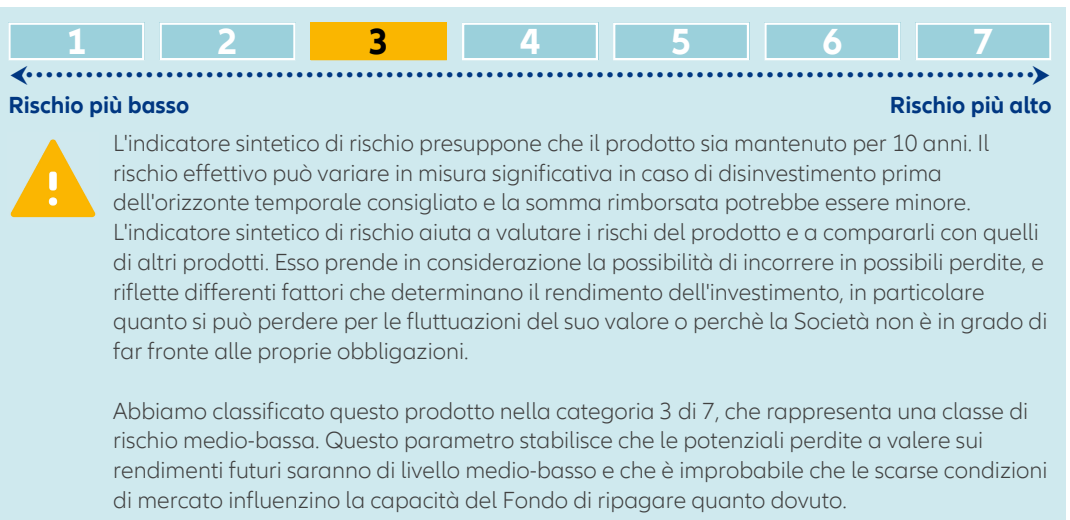 1 2 3 4 5 6 7
Rischio più basso Rischio più alto
L'indicatore sintetico di rischio presuppone che il prodotto sia mantenuto per 10 anni. Il
rischio effettivo può variare in misura significativa in caso di disinvestimento prima
dell'orizzonte temporale consigliato e la somma rimborsata potrebbe essere minore.
L'indicatore sintetico di rischio aiuta a valutare i rischi del prodotto e a compararli con quelli
di altri prodotti. Esso prende in considerazione la possibilità di incorrere in possibili perdite, e
riflette differenti fattori che determinano il rendimento dell'investimento, in particolare
quanto si può perdere per le fluttuazioni del suo valore o perchè la Società non è in grado di
far fronte alle proprie obbligazioni.
Abbiamo classificato questo prodotto nella categoria 3 di 7, che rappresenta una classe di
rischio medio-bassa. Questo parametro stabilisce che le potenziali perdite a valere sui
rendimenti futuri saranno di livello medio-basso e che è improbabile che le scarse condizioni
di mercato influenzino la capacità del Fondo di ripagare quanto dovuto.